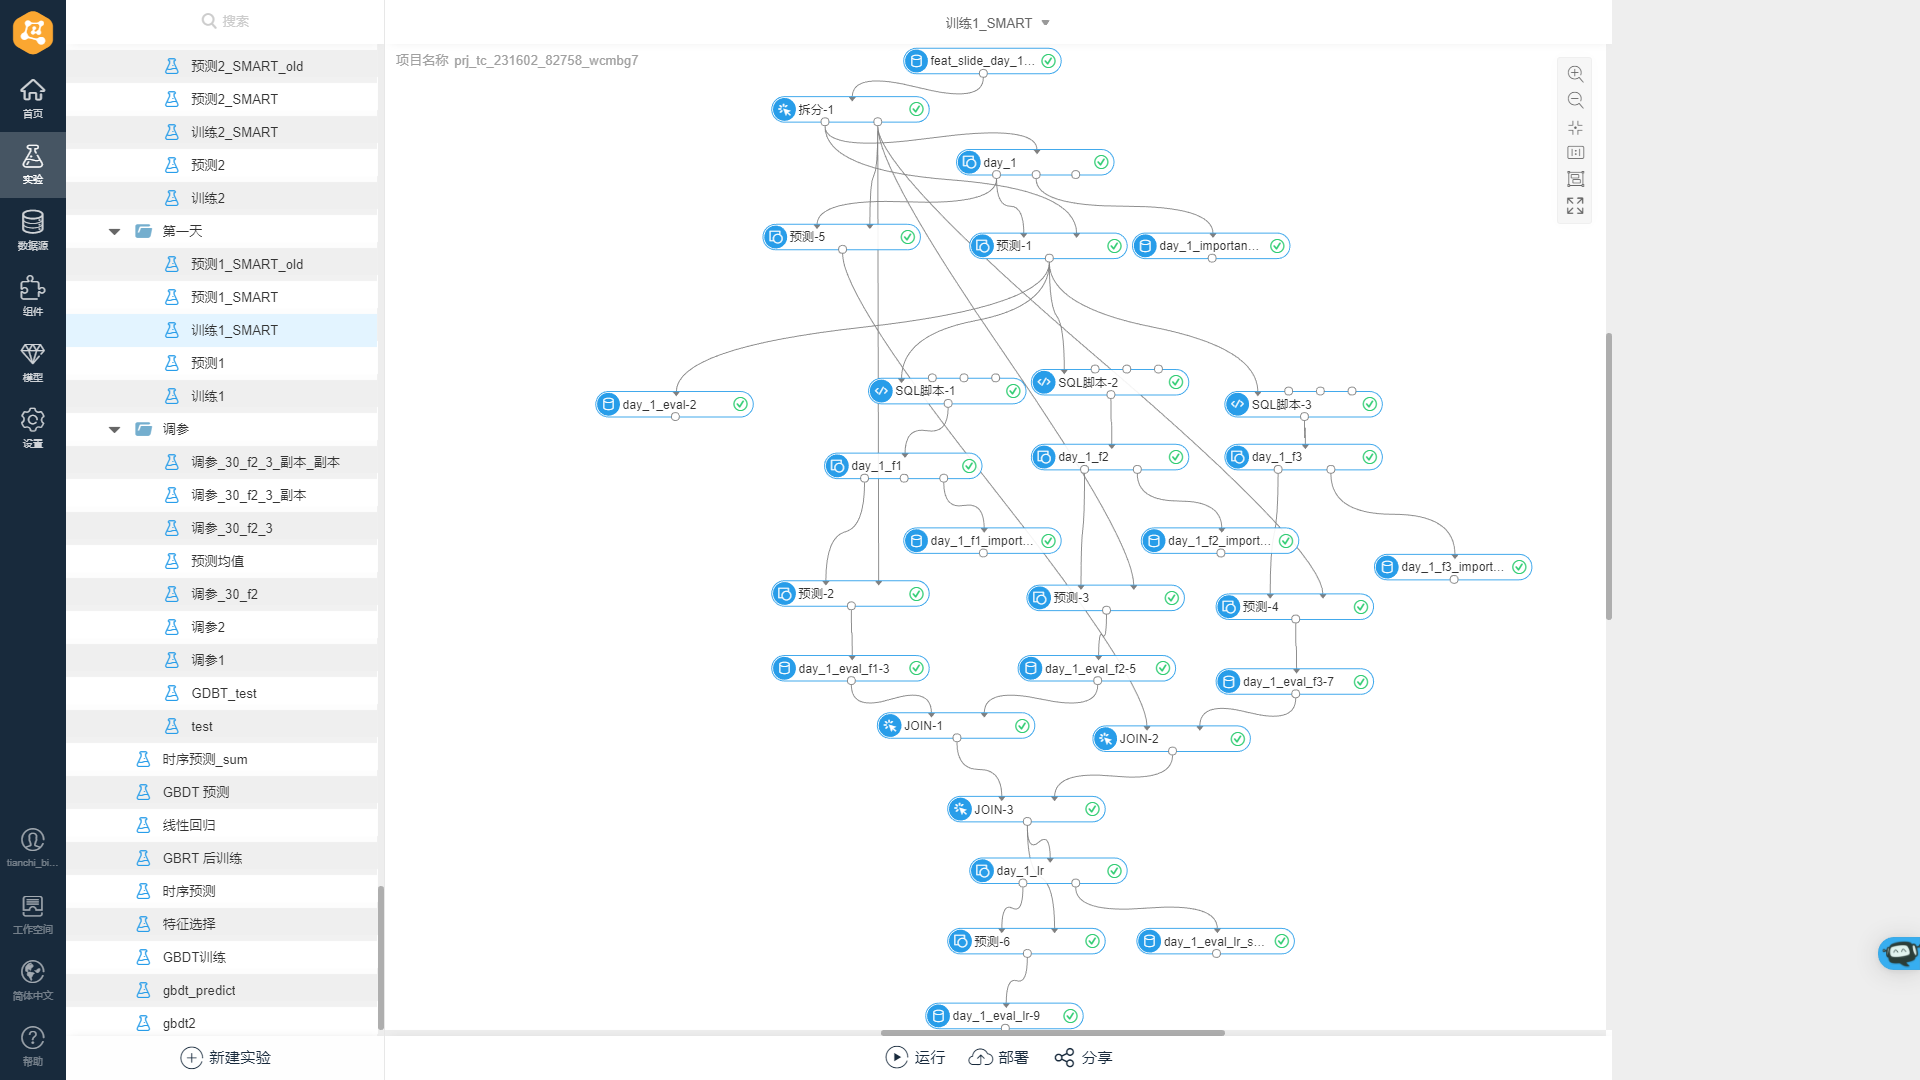 首页
实验
数据源
组件
模型
设置
tianchi_bi...
工作空间
简体中文
帮助
搜索
预测2_SMART_old
预测2_SMART
训练2_SMART
预测2
训练2
第一天
预测1_SMART_old
预测1_SMART
训练1_SMART
预测1
训练1
调参
调参_30_f2_3_副本_副本
调参_30_f2_3_副本
调参_30_f2_3
预测均值
调参_30_f2
调参2
调参1
GDBT_test
test
时序预测_sum
GBDT 预测
线性回归
GBRT 后训练
时序预测
特征选择
GBDT训练
gbdt_predict
gbdt2
新建实验
训练1_SMART
项目名称 prj_tc_231602_82758_wcmbg7
feat_slide_day_1...
拆分-1
day_1
预测-5
预测-1
day_1_importan...
day_1_eval-2
SQL脚本-1
SQL脚本-2
SQL脚本-3
day_1_f1
day_1_f2
day_1_f3
day_1_f1_import...
day_1_f2_import...
day_1_f3_import...
预测-2
预测-3
预测-4
day_1_eval_f1-3
day_1_eval_f2-5
day_1_eval_f3-7
JOIN-1
JOIN-2
JOIN-3
day_1_lr
预测-6
day_1_eval_lr_s...
day_1_eval_lr-9
运行
部署
分享